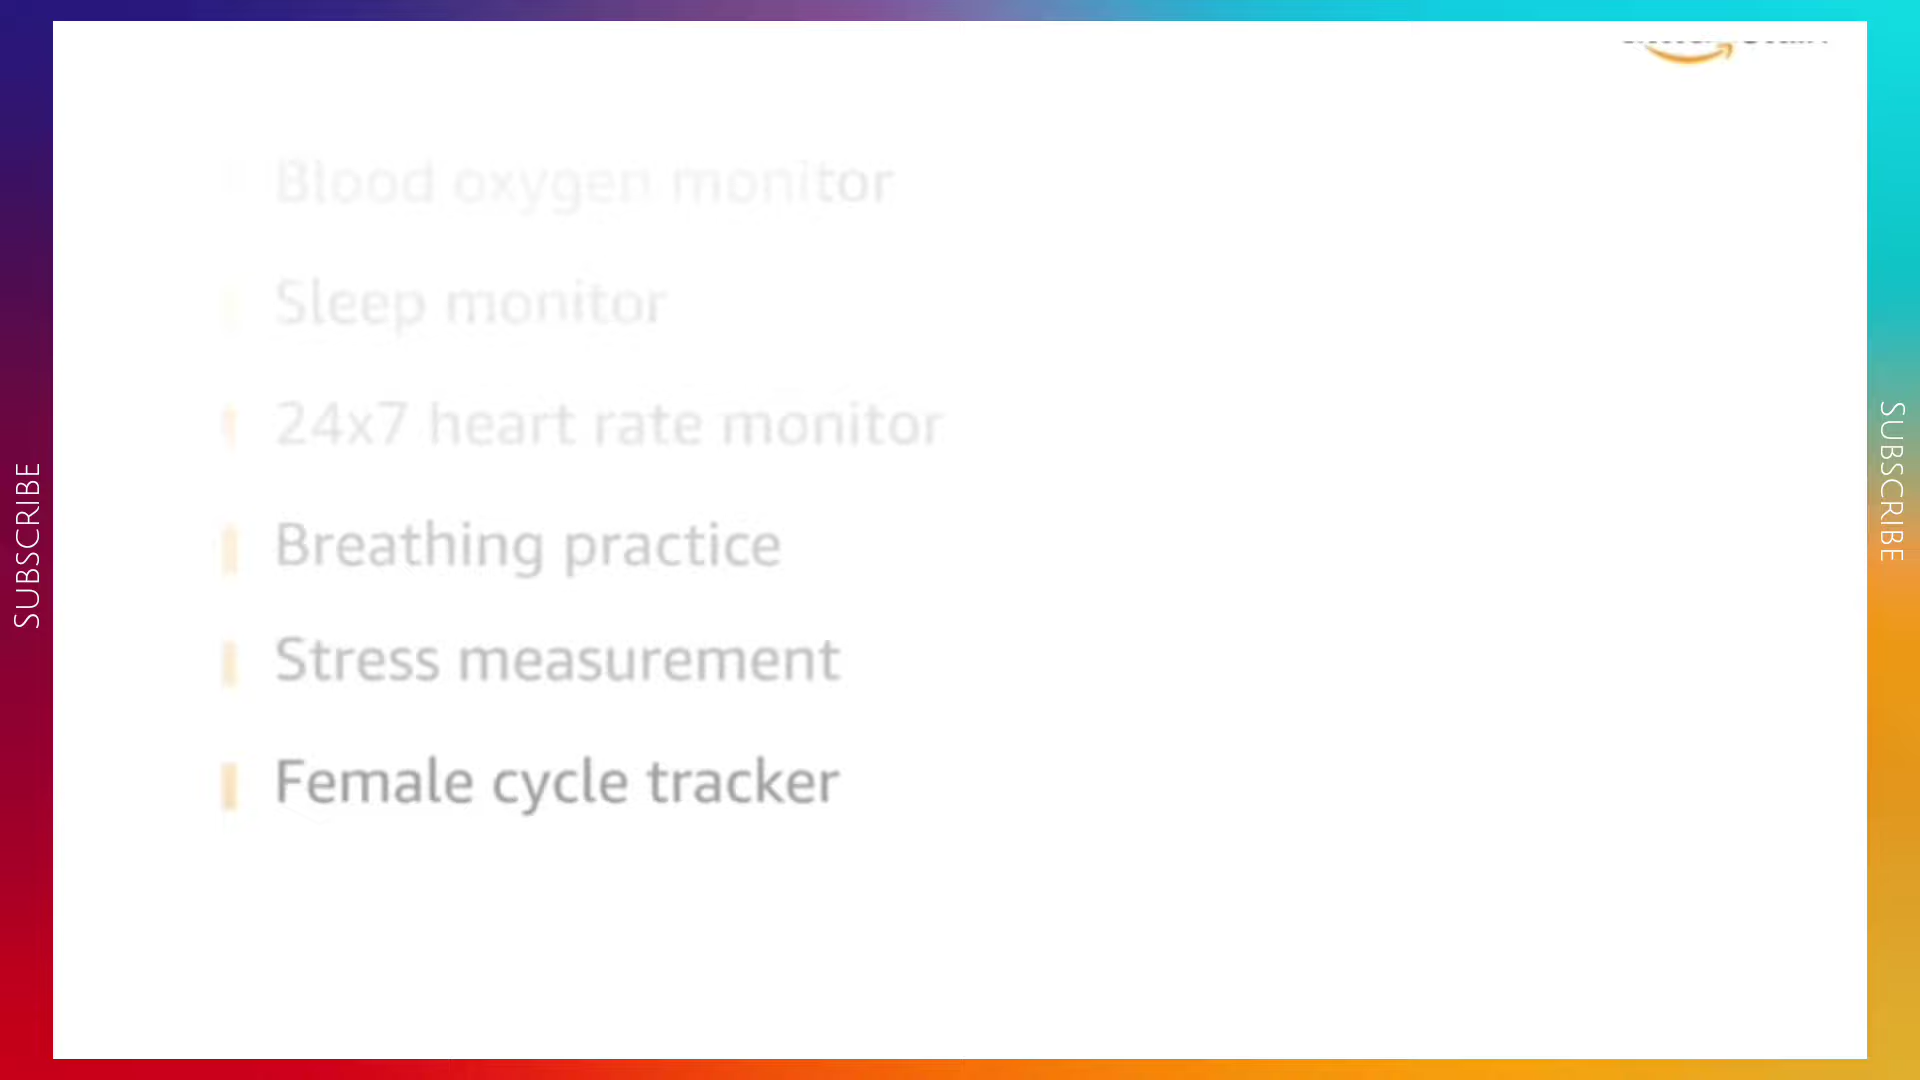 Blood oxygen monitor
Sleep monitor
24x7 heart rate monitor
Breathing practice
Stress measurement
Female cycle tracker
SUBSCRIBE
SUBSCRIBE